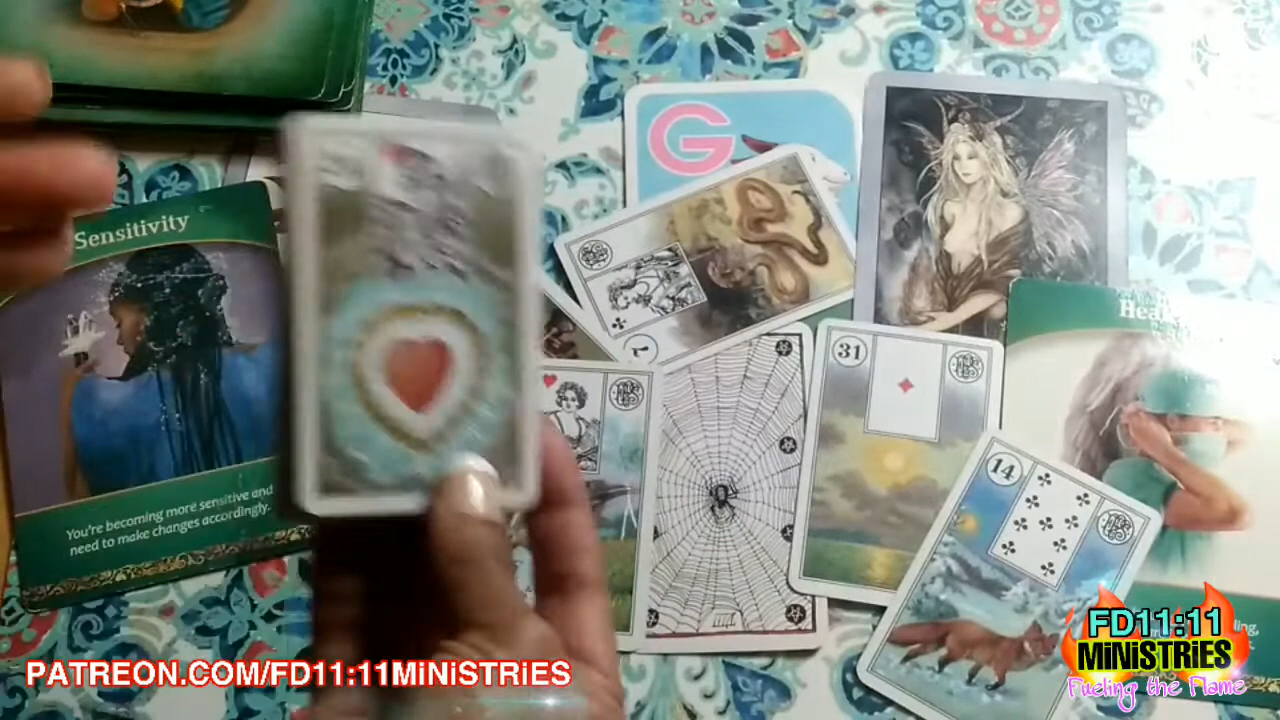 G
Sensitivity
You're becoming more sensitive and
need to make changes accordingly.
31
14
7
PATREON.COM/FD11:11MiNiSTRiES
FD11:11
MiNiSTRiES
Fueling the Flame